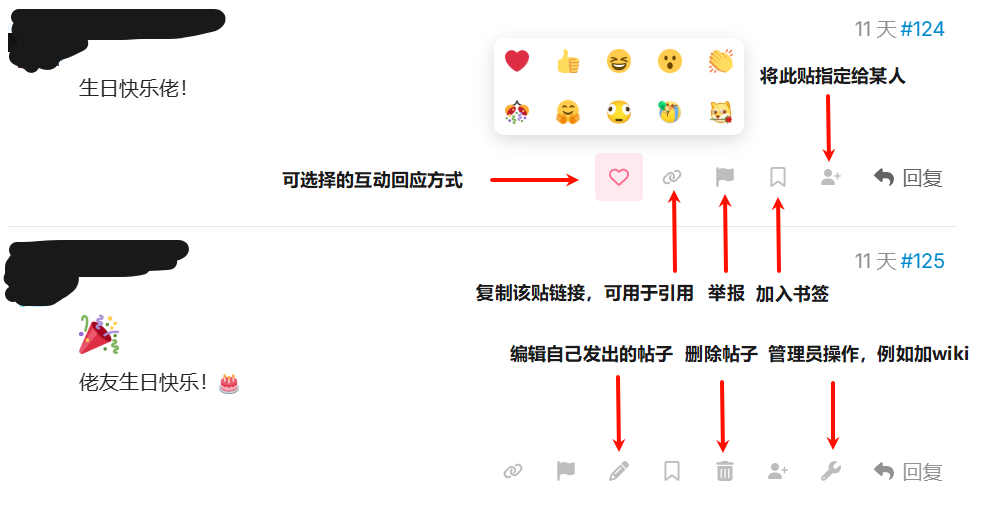 11 天 #124
将此贴指定给某人
生日快乐佬！
可选择的互动回应方式
回复
11 天 #125
复制该贴链接，可用于引用 举报 加入书签
编辑自己发出的帖子 删除帖子 管理员操作，例如加wiki
佬友生日快乐！
回复